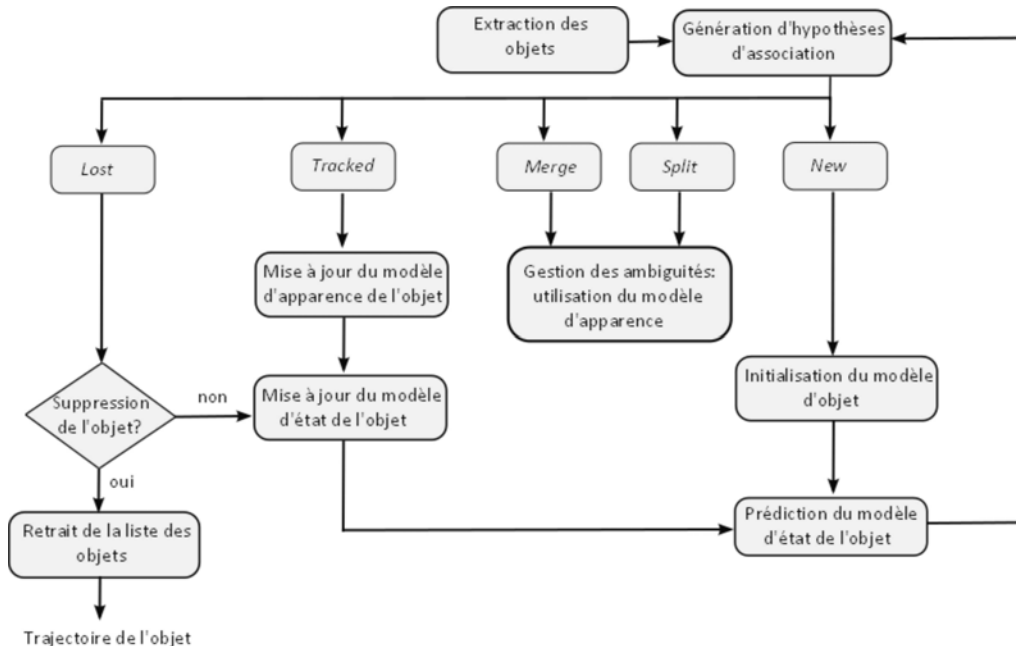 Extraction des
objets
Génération d'hypothèses
d'association
Lost
Tracked
Merge
Split
New
Mise à jour du modèle
d'apparence de l'objet
Gestion des ambiguités:
utilisation du modèle
d'apparence
Suppression
de l'objet?
non
Mise à jour du modèle
d'état de l'objet
Initialisation du modèle
d'objet
oui
Retrait de la liste des
objets
Prédiction du modèle
d'état de l'objet
Trajectoire de l'objet